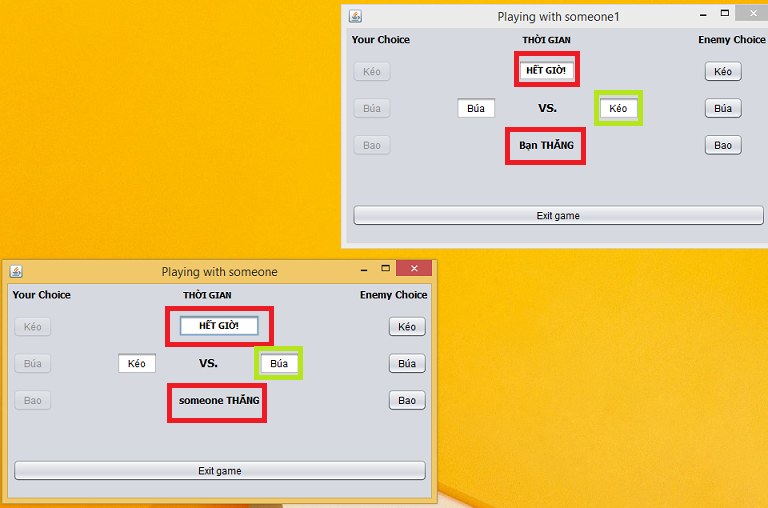 Playing with someone1
Your Choice THỜI GIAN Enemy Choice
Kéo HẾT GIỜ! Kéo
Búa Búa VS. Kéo Búa
Bao Bạn THẮNG Bao
Exit game
Playing with someone
Your Choice THỜI GIAN Enemy Choice
Kéo HẾT GIỜ! Kéo
Búa Kéo VS. Búa Búa
Bao someone THẮNG Bao
Exit game